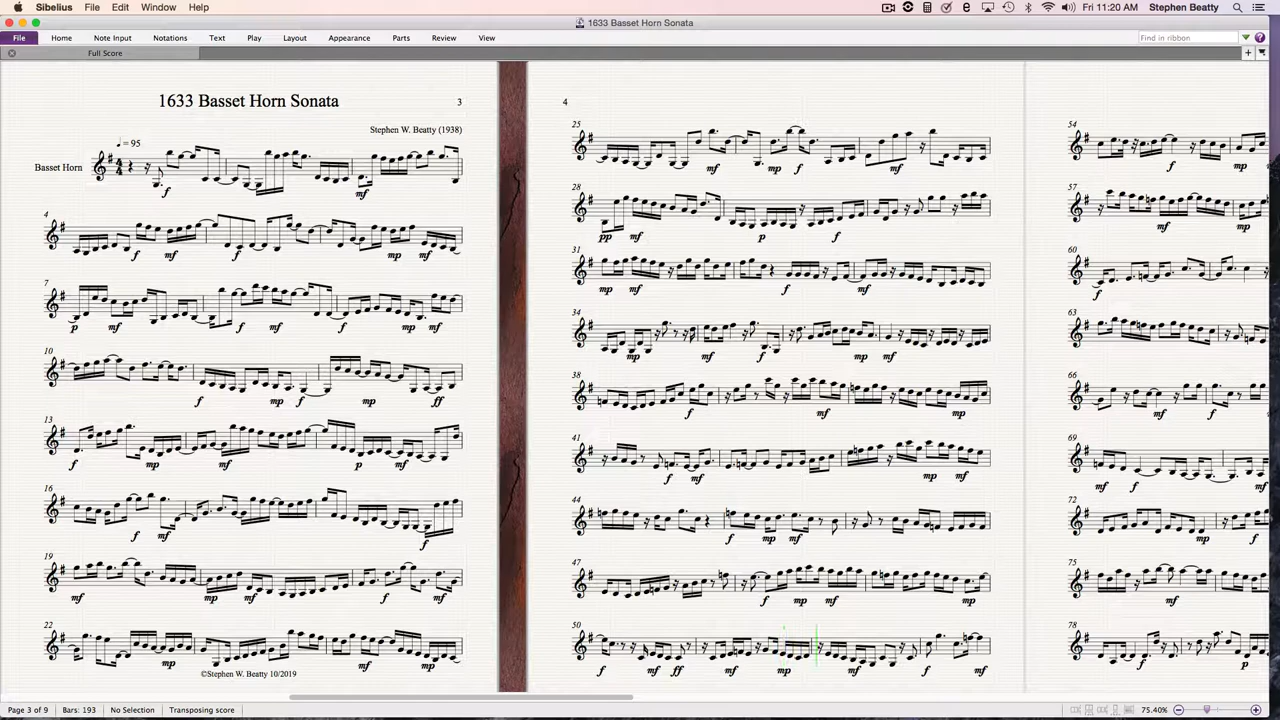 Sibelius File Edit Window Help Fri 11:20 AM Stephen Beatty
1633 Basset Horn Sonata
File Home Note Input Notations Text Play Layout Appearance Parts Review View Find in ribbon
Full Score
1633 Basset Horn Sonata 3
Stephen W. Beatty (1938)
= 95
Basset Horn
f mf
4
f mf f mp mf
7
p mf f f mp mf
10
f mp f mp ff
13
f mp mf p mf
16
f mf f
19
mf mp mf f mf
22
mp mf mp
©Stephen W. Beatty 10/2019
4
25
mf mp f mf
28
pp mf p f
31
mp mf f mf
34
mp mf f mp mf
38
f mf mp
41
f mf mp mf
44
f mp mf f mp
47
f mp mf mp
50
f mf ff mf mp mf f mf
54
f mp
57
mf mp
60
f
63
mf
66
mf f
69
mf f
72
mp f
75
mf
78
mf p
Page 3 of 9 Bars: 193 No Selection Transposing score 75.40%